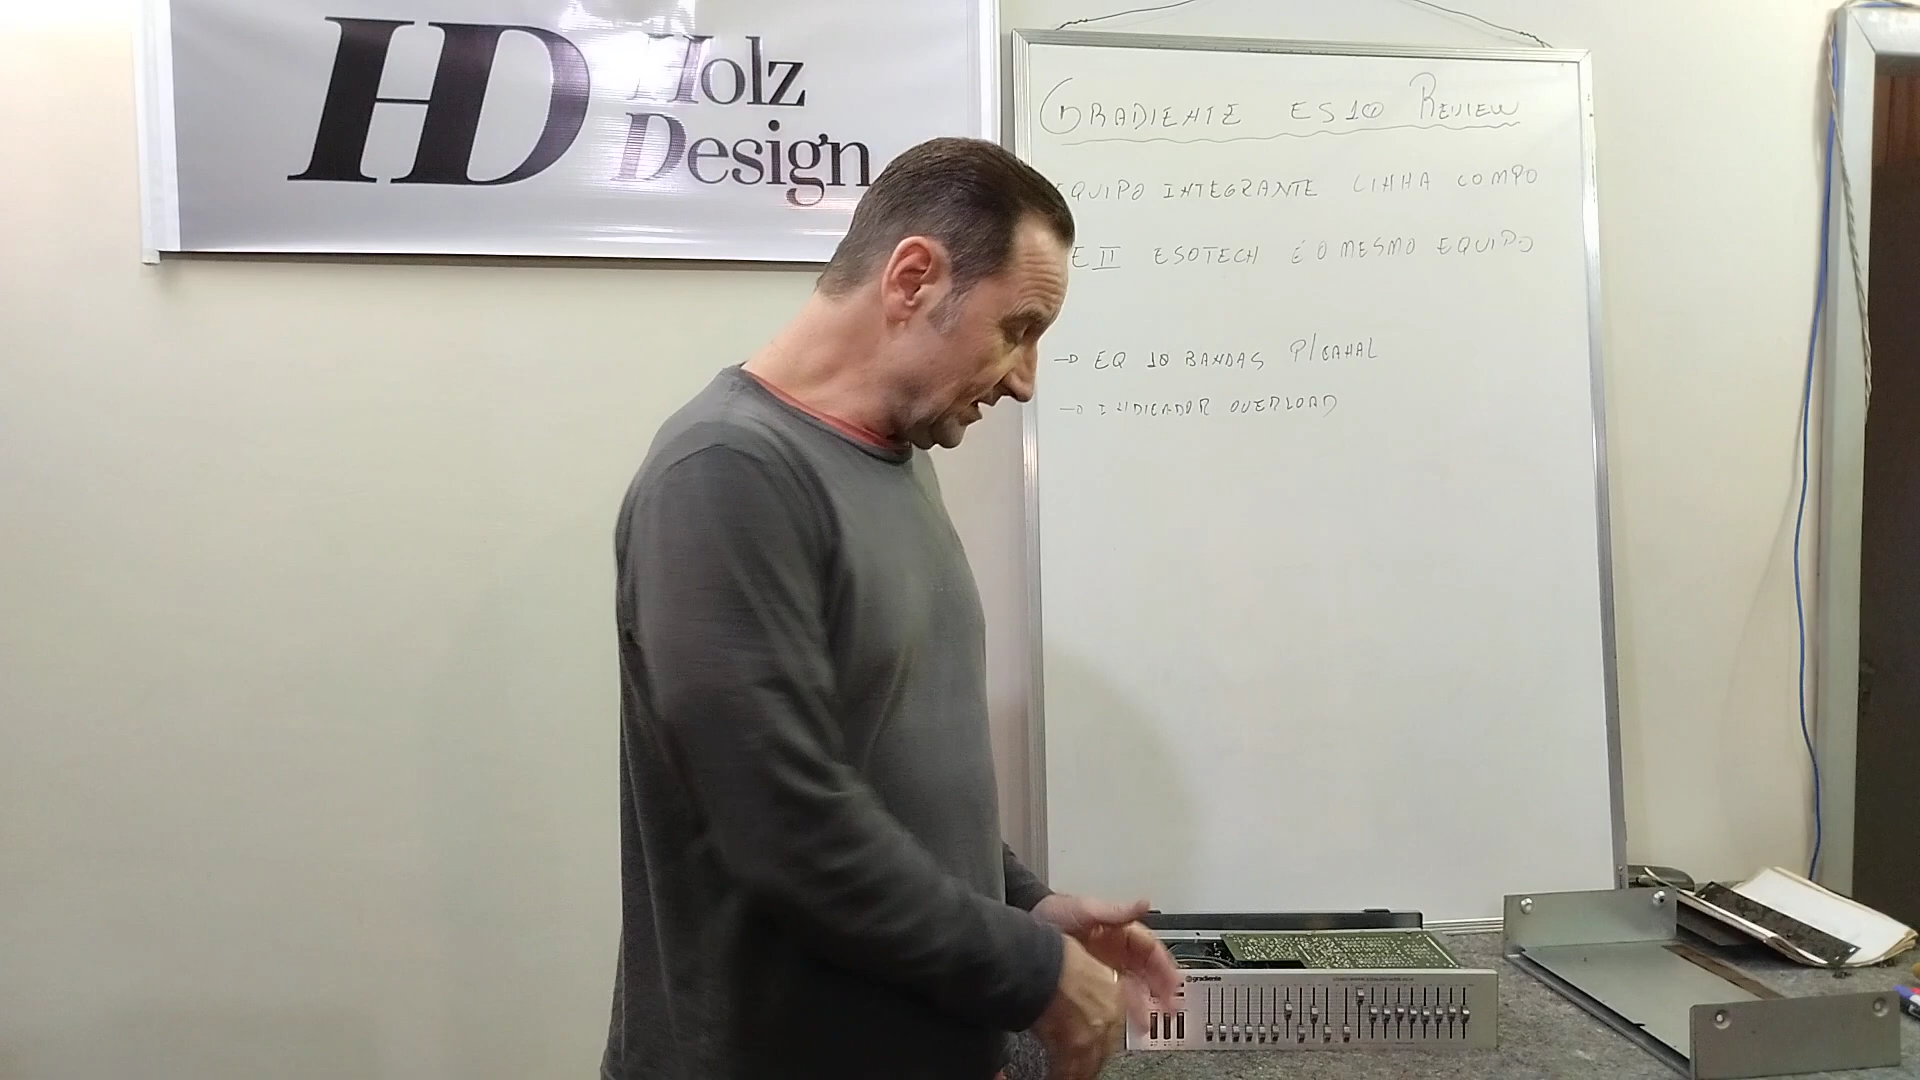 HD Holz
Design
GRADIENTE ES10 REVIEW
EQUIPO INTEGRANTE LINHA COMPO
E II ESOTECH É O MESMO EQUIPO
→ EQ 10 BANDAS P/CANAL
→ INDICADOR OVERLOAD
gradiente